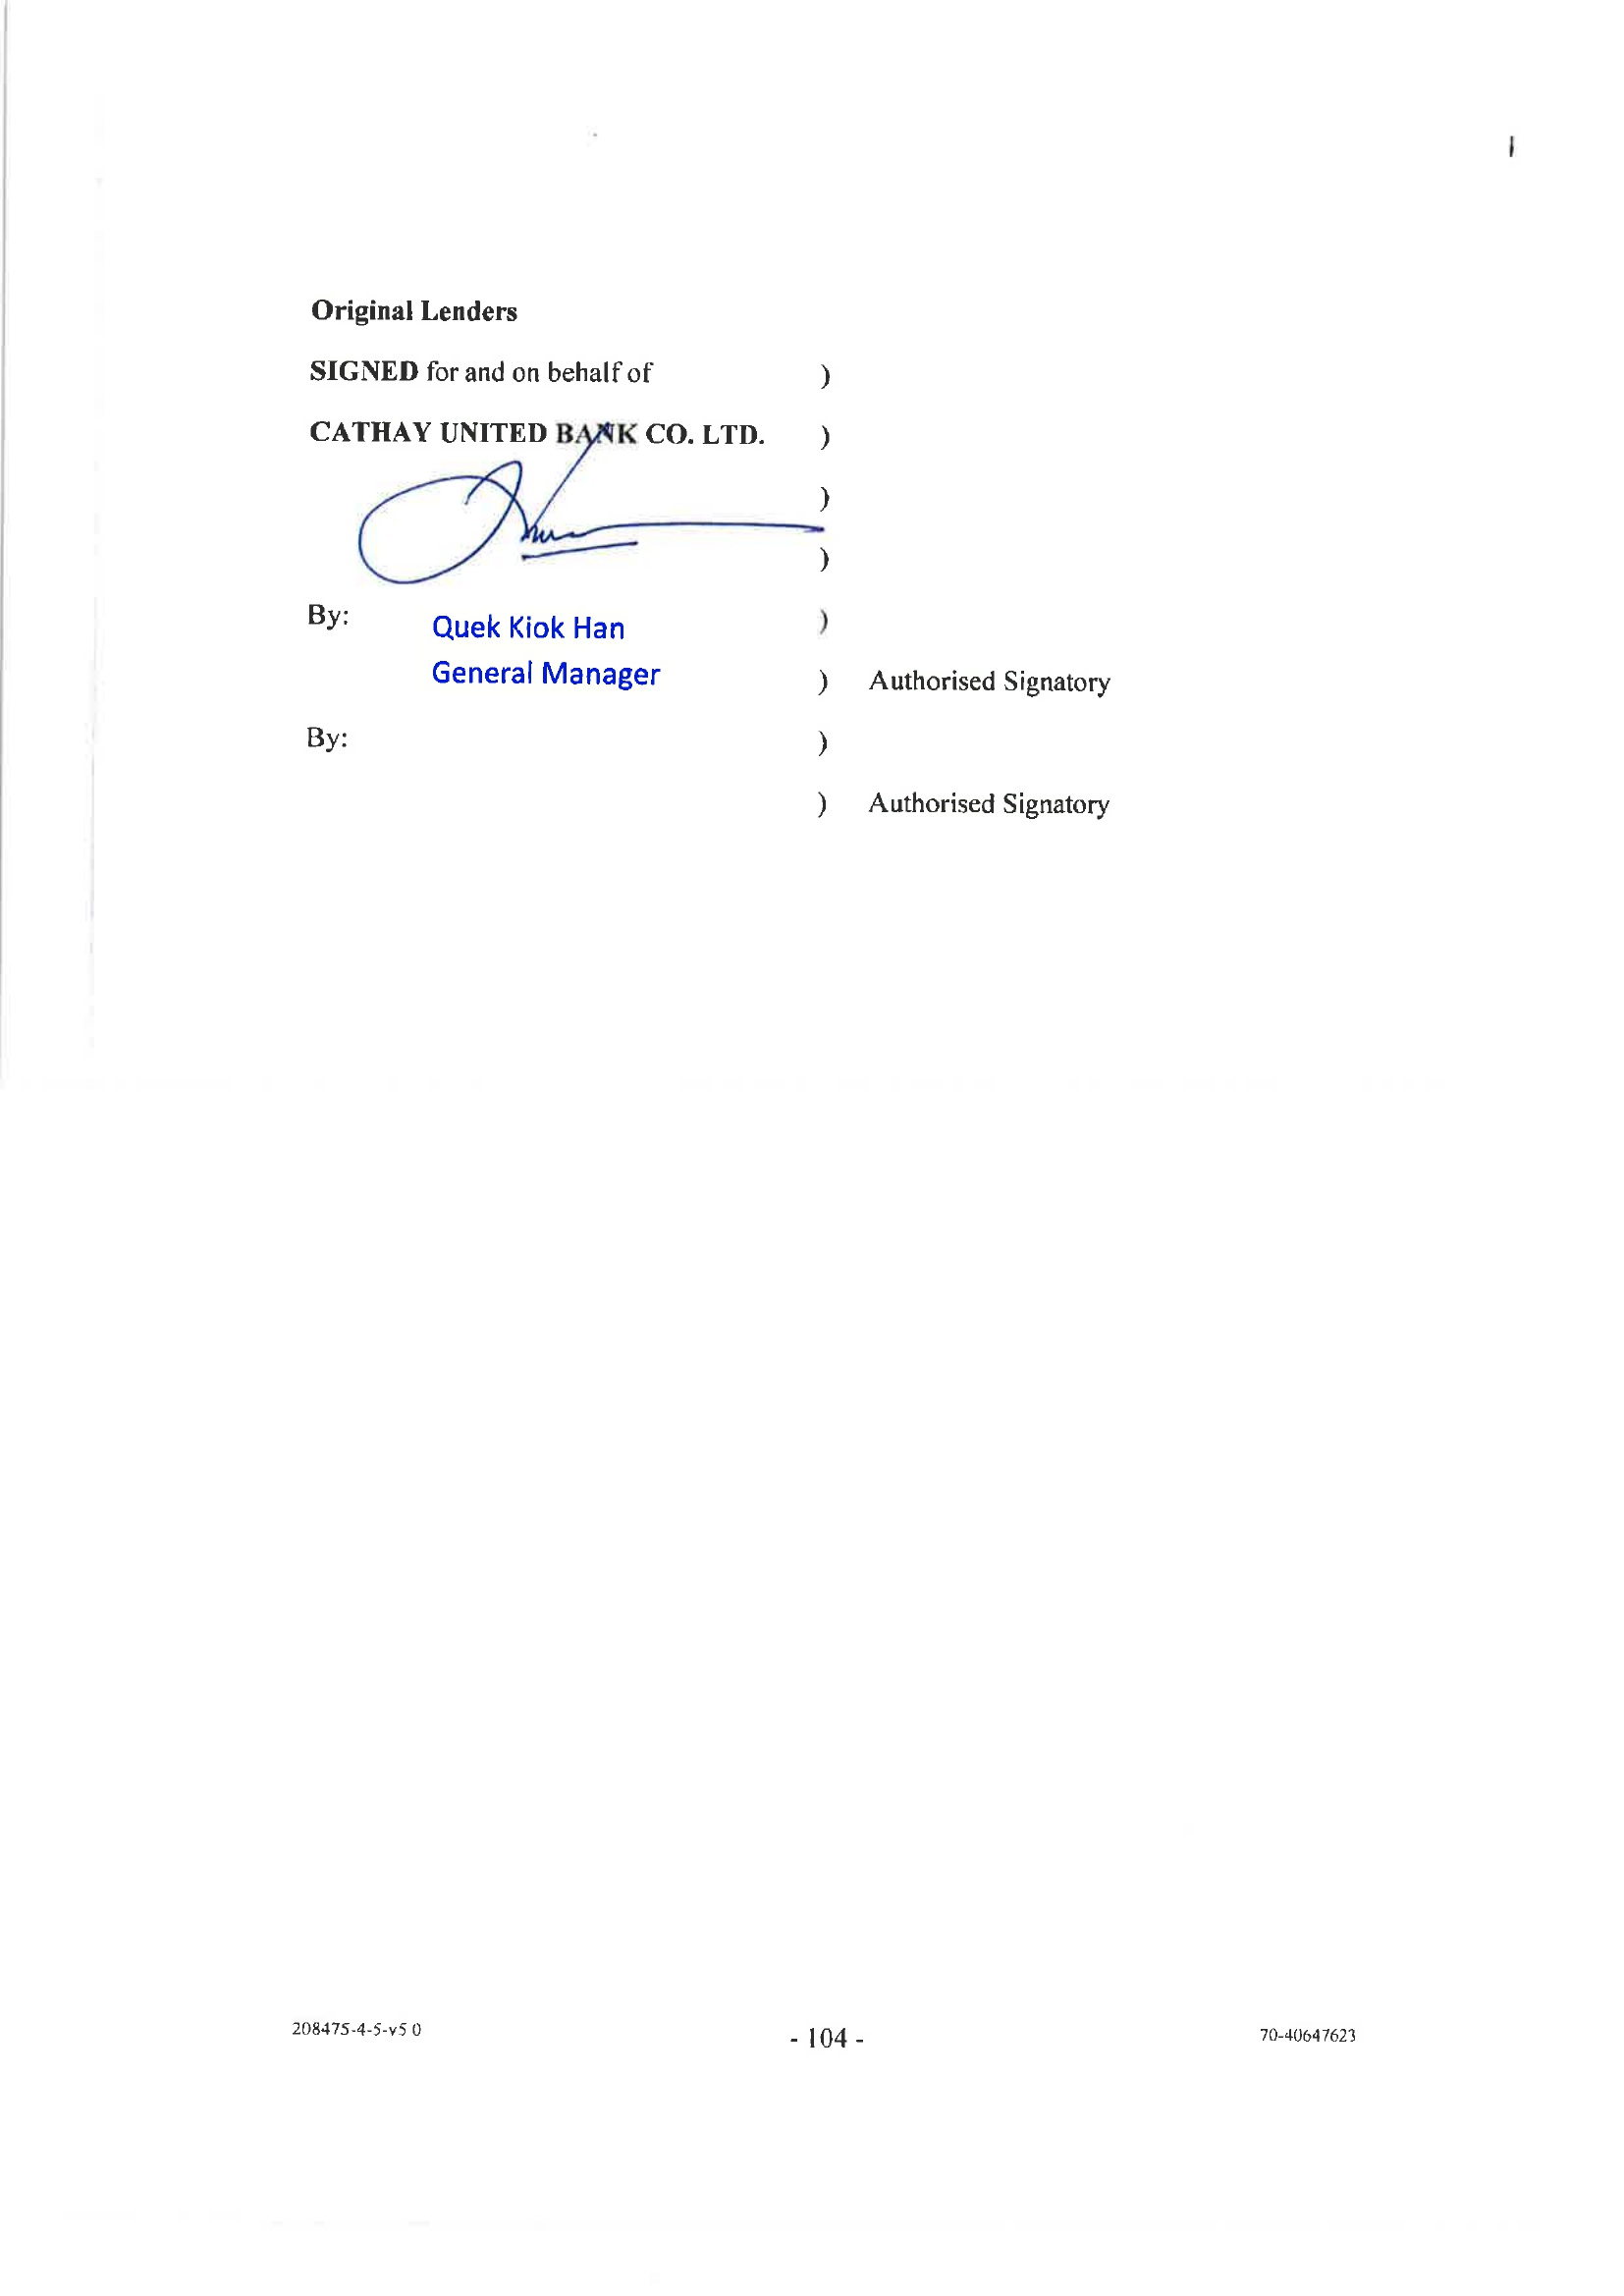 Original Lenders
SIGNED for and on behalf of )
CATHAY UNITED BANK CO. LTD. )
)
)
By: Quek Kiok Han )
General Manager ) Authorised Signatory
By: )
) Authorised Signatory
208475-4-5-v5 0 - 104 - 70-40647623